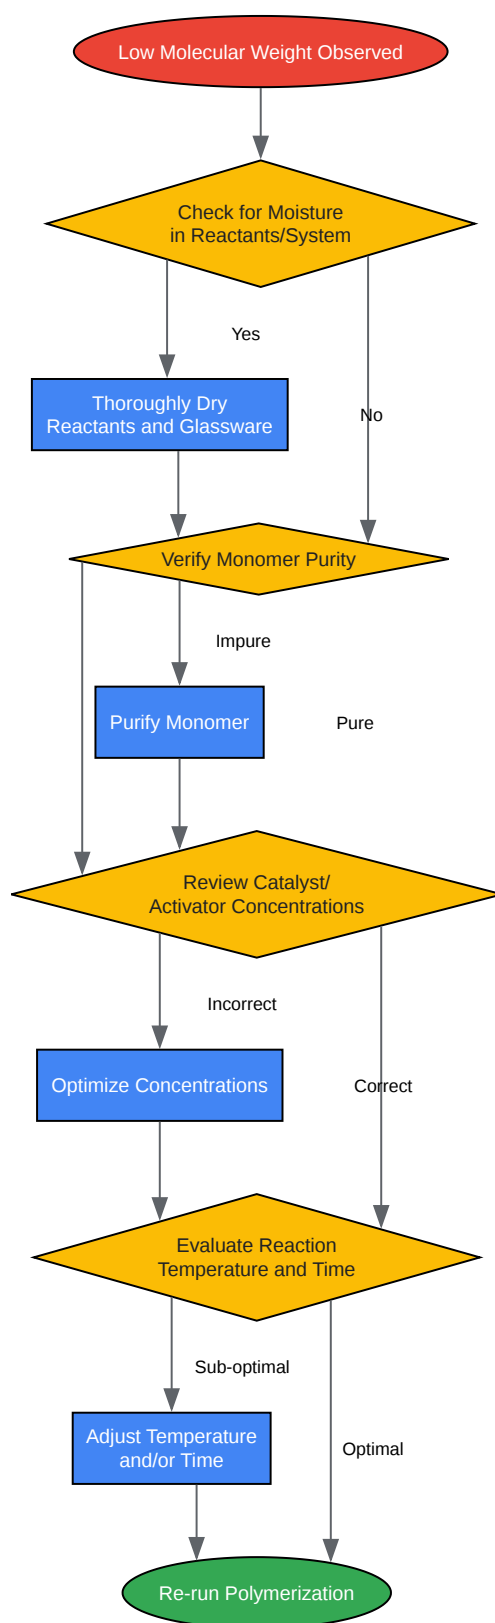 Low Molecular Weight Observed
Check for Moisture
in Reactants/System
Yes
Thoroughly Dry
Reactants and Glassware
No
Verify Monomer Purity
Impure
Purify Monomer
Pure
Review Catalyst/
Activator Concentrations
Incorrect
Optimize Concentrations
Correct
Evaluate Reaction
Temperature and Time
Sub-optimal
Adjust Temperature
and/or Time
Optimal
Re-run Polymerization